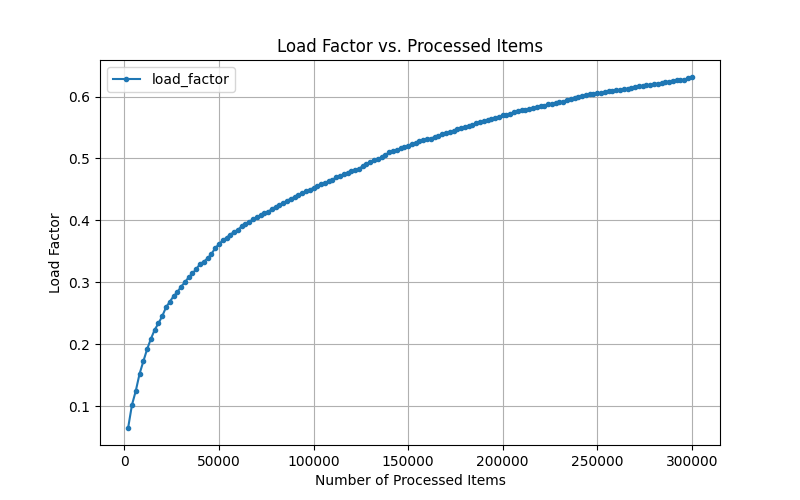 Load Factor vs. Processed Items
load_factor
0.6
0.5
0.4
0.3
0.2
0.1
Load Factor
0 50000 100000 150000 200000 250000 300000
Number of Processed Items